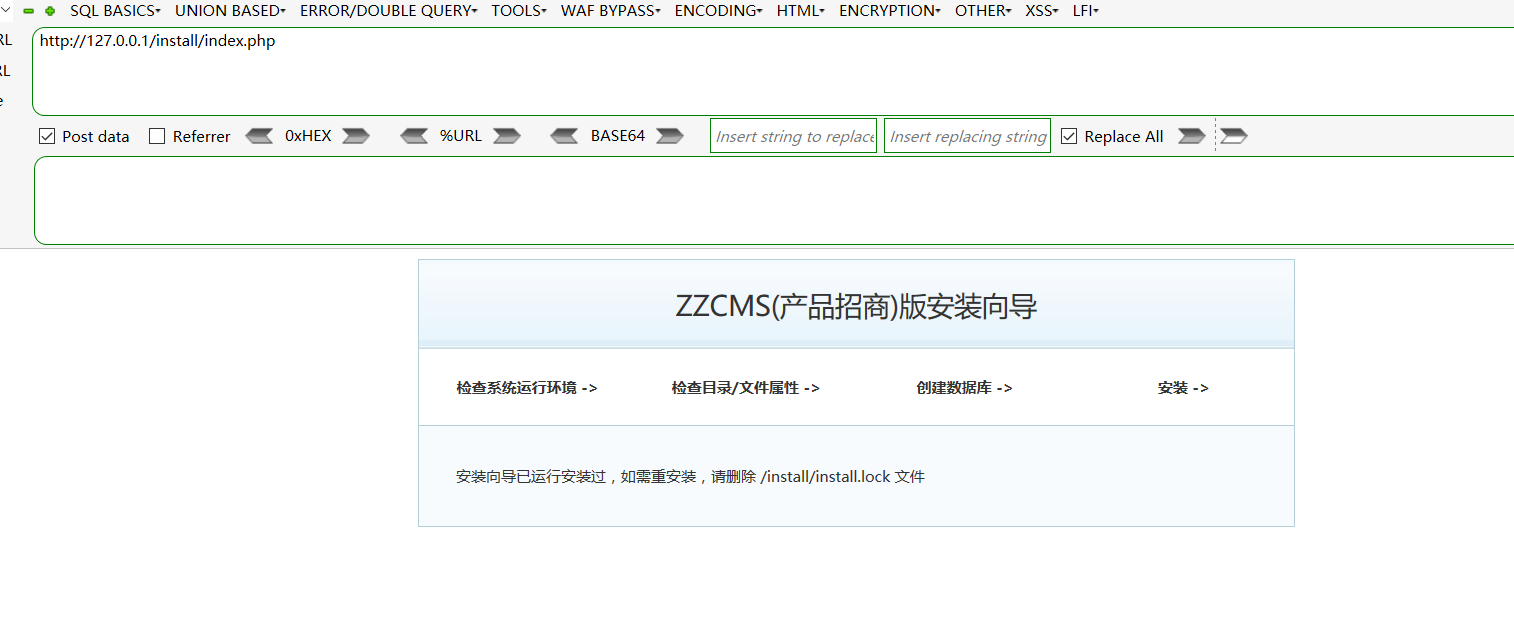 SQL BASICS▾ UNION BASED▾ ERROR/DOUBLE QUERY▾ TOOLS▾ WAF BYPASS▾ ENCODING▾ HTML▾ ENCRYPTION▾ OTHER▾ XSS▾ LFI▾
RL http://127.0.0.1/install/index.php
RL
e
Post data Referrer 0xHEX %URL BASE64 Insert string to replace Insert replacing string Replace All
ZZCMS(产品招商)版安装向导
检查系统运行环境 -> 检查目录/文件属性 -> 创建数据库 -> 安装 ->
安装向导已运行安装过，如需重安装，请删除 /install/install.lock 文件